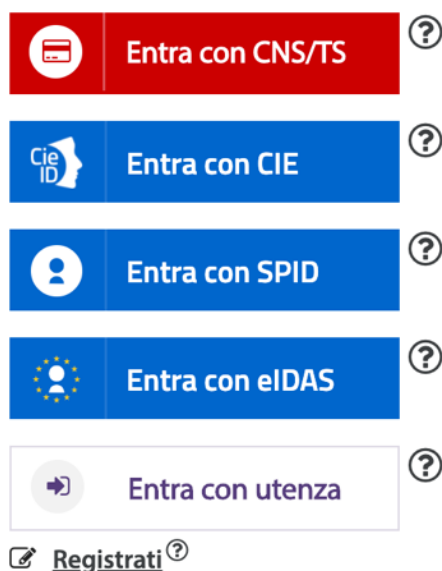 Entra con CNS/TS
?
Cie
ID
Entra con CIE
?
Entra con SPID
?
Entra con eIDAS
?
Entra con utenza
?
Registrati ?